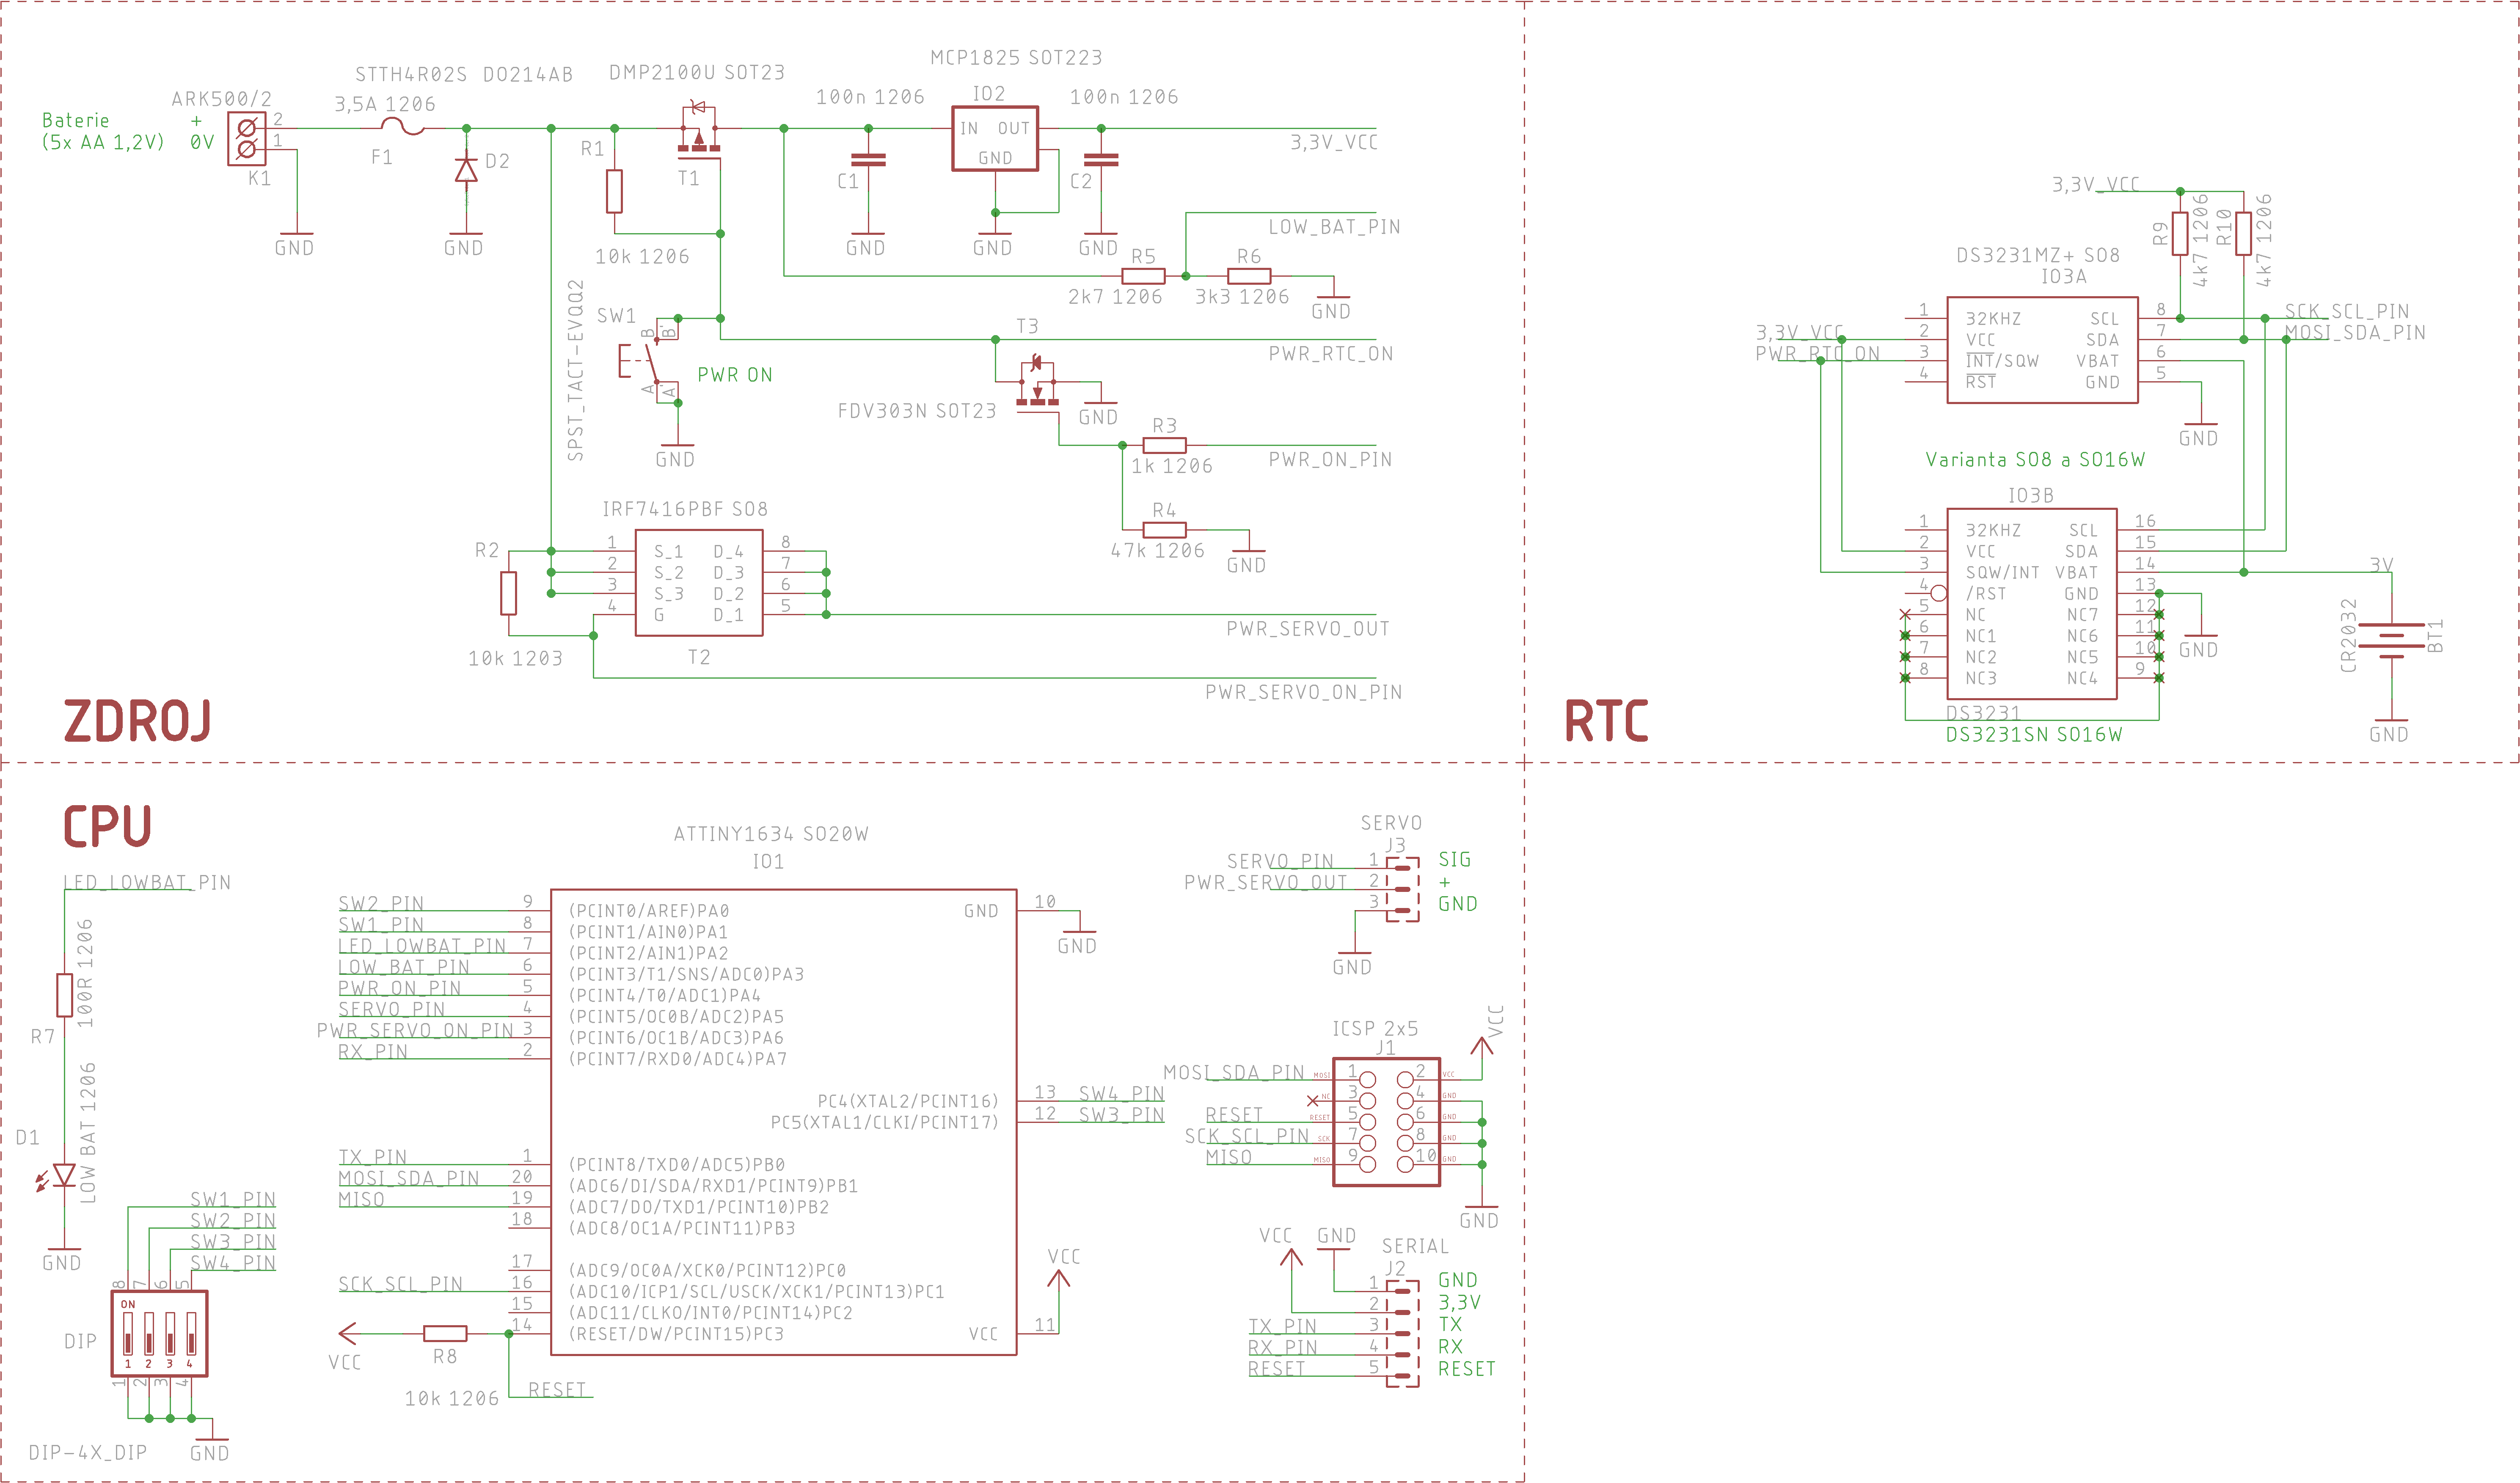 STTH4R02S DO214AB
DMP2100U SOT23
MCP1825 SOT223
ARK500/2
3,5A 1206
100n 1206
IO2
100n 1206
Baterie
+
2
(5x AA 1,2V)
0V
1
F1
D2
R1
IN
OUT
GND
3,3V_VCC
K1
T1
C1
C2
GND
GND
10k 1206
GND
GND
GND
LOW_BAT_PIN
R5
R6
2k7 1206
3k3 1206
GND
SPST_TACT-EVQQ2
SW1
B
B'
A
A'
PWR ON
GND
T3
PWR_RTC_ON
FDV303N SOT23
GND
R3
1k 1206
PWR_ON_PIN
R4
47k 1206
GND
IRF7416PBF SO8
R2
1
S_1
D_4
8
2
S_2
D_3
7
3
S_3
D_2
6
4
G
D_1
5
10k 1203
T2
PWR_SERVO_OUT
PWR_SERVO_ON_PIN
ZDROJ
3,3V_VCC
R9
4k7 1206
R10
4k7 1206
DS3231MZ+ SO8
IO3A
3,3V_VCC
PWR_RTC_ON
1
32KHZ
SCL
8
SCK_SCL_PIN
2
VCC
SDA
7
MOSI_SDA_PIN
3
INT/SQW
VBAT
6
4
RST
GND
5
GND
Varianta SO8 a SO16W
IO3B
1
32KHZ
SCL
16
2
VCC
SDA
15
3
SQW/INT
VBAT
14
3V
4
/RST
GND
13
5
NC
NC7
12
6
NC1
NC6
11
7
NC2
NC5
10
8
NC3
NC4
9
GND
CR2032
BT1
GND
DS3231
DS3231SN SO16W
RTC
CPU
LED_LOWBAT_PIN
100R 1206
R7
LOW BAT 1206
D1
GND
SW1_PIN
SW2_PIN
SW3_PIN
SW4_PIN
8
7
6
5
ON
1
2
3
4
DIP
1
2
3
4
GND
DIP-4X_DIP
ATTINY1634 SO20W
IO1
SW2_PIN
9
(PCINT0/AREF)PA0
SW1_PIN
8
(PCINT1/AIN0)PA1
LED_LOWBAT_PIN
7
(PCINT2/AIN1)PA2
LOW_BAT_PIN
6
(PCINT3/T1/SNS/ADC0)PA3
PWR_ON_PIN
5
(PCINT4/T0/ADC1)PA4
SERVO_PIN
4
(PCINT5/OC0B/ADC2)PA5
PWR_SERVO_ON_PIN
3
(PCINT6/OC1B/ADC3)PA6
RX_PIN
2
(PCINT7/RXD0/ADC4)PA7
GND
10
GND
PC4(XTAL2/PCINT16)
13
SW4_PIN
PC5(XTAL1/CLKI/PCINT17)
12
SW3_PIN
TX_PIN
1
(PCINT8/TXD0/ADC5)PB0
MOSI_SDA_PIN
20
(ADC6/DI/SDA/RXD1/PCINT9)PB1
MISO
19
(ADC7/DO/TXD1/PCINT10)PB2
18
(ADC8/OC1A/PCINT11)PB3
17
(ADC9/OC0A/XCK0/PCINT12)PC0
SCK_SCL_PIN
16
(ADC10/ICP1/SCL/USCK/XCK1/PCINT13)PC1
15
(ADC11/CLKO/INT0/PCINT14)PC2
14
(RESET/DW/PCINT15)PC3
VCC
11
VCC
VCC
R8
10k 1206
RESET
SERVO
J3
SERVO_PIN
1
SIG
PWR_SERVO_OUT
2
+
3
GND
GND
ICSP 2x5
J1
VCC
MOSI_SDA_PIN
MOSI
1
2
VCC
NC
3
4
GND
RESET
RESET
5
6
GND
SCK_SCL_PIN
SCK
7
8
GND
MISO
MISO
9
10
GND
GND
VCC
GND
SERIAL
J2
1
GND
2
3,3V
TX_PIN
3
TX
RX_PIN
4
RX
RESET
5
RESET